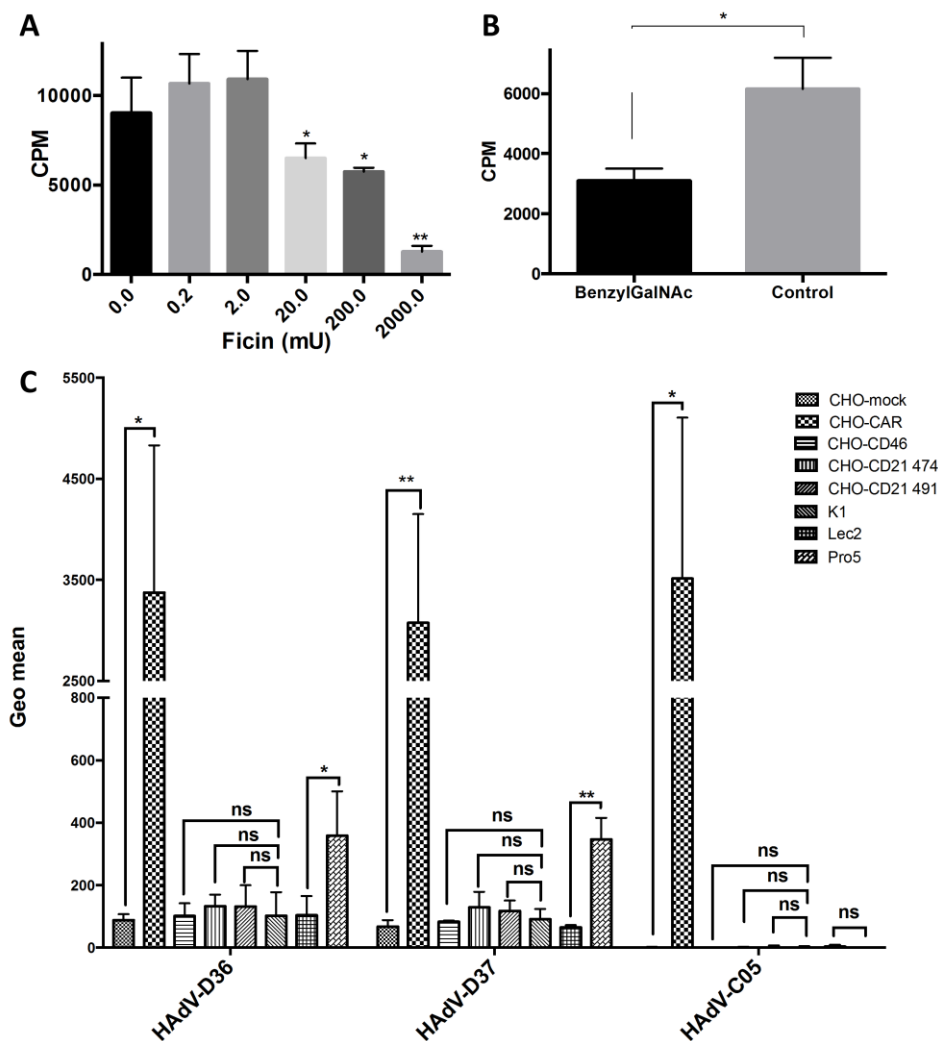 A
10000
5000
0
CPM
*
*
**
0.0
0.2
2.0
20.0
200.0
2000.0
Ficin (mU)
B
*
6000
4000
2000
0
CPM
BenzylGalNAc
Control
C
5500
4500
3500
2500
800
600
400
200
0
Geo mean
*
ns
ns
ns
*
**
ns
ns
ns
**
*
ns
ns
ns
ns
HAdV-D36
HAdV-D37
HAdV-C05
CHO-mock
CHO-CAR
CHO-CD46
CHO-CD21 474
CHO-CD21 491
K1
Lec2
Pro5